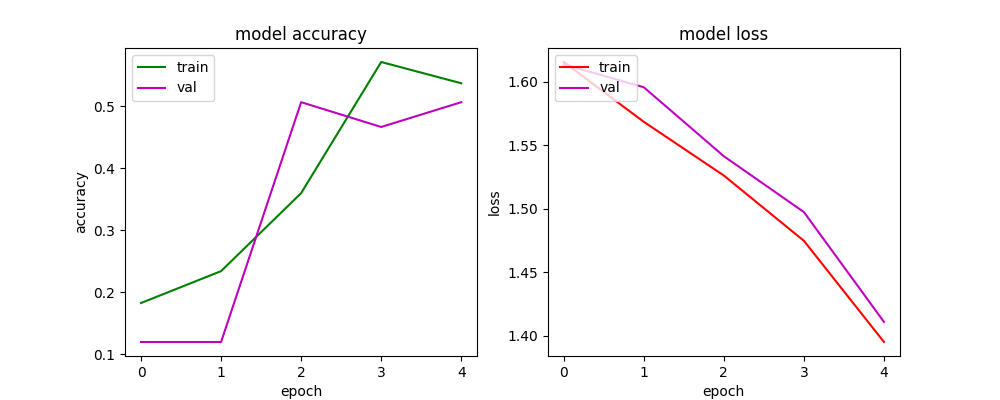 model accuracy
train
val
0.5
0.4
0.3
0.2
0.1
accuracy
0
1
2
3
4
epoch
model loss
train
val
1.60
1.55
1.50
1.45
1.40
loss
0
1
2
3
4
epoch